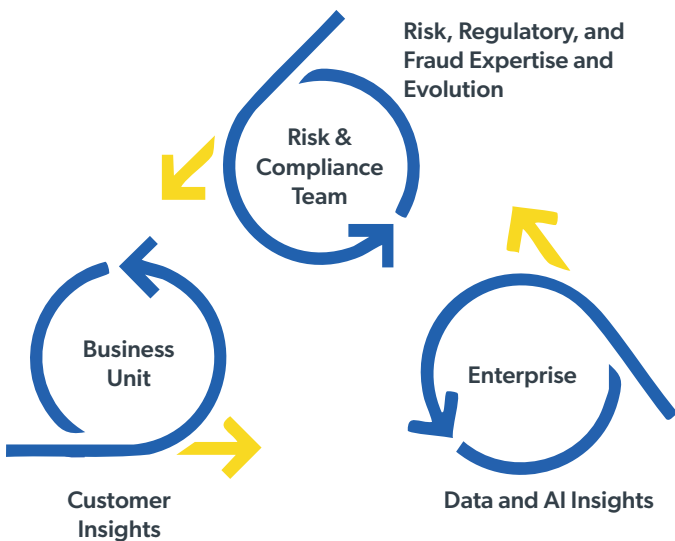 Risk, Regulatory, and
Fraud Expertise and
Evolution
Risk &
Compliance
Team
Business
Unit
Enterprise
Customer
Insights
Data and AI Insights